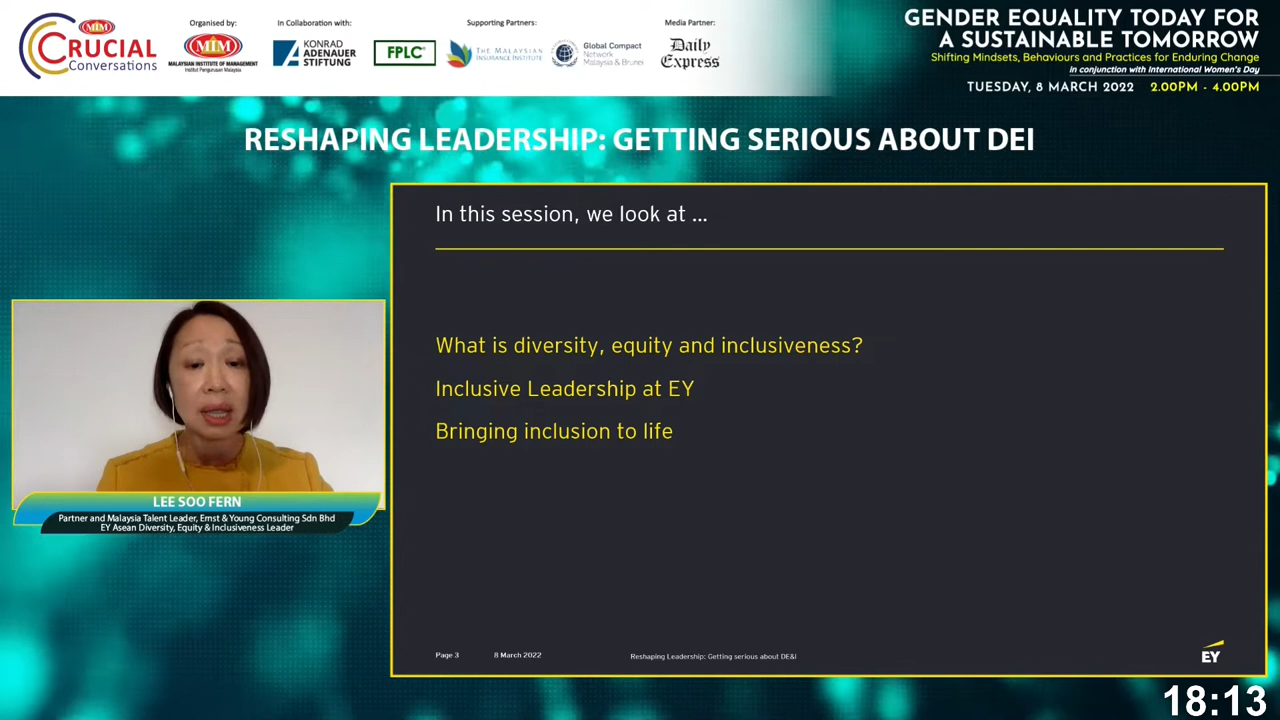 Organised by:
In Collaboration with:
Supporting Partners:
Media Partner:
MIM
CRUCIAL
Conversations
MIM
MALAYSIAN INSTITUTE OF MANAGEMENT
Institut Pengurusan Malaysia
KONRAD
ADENAUER
STIFTUNG
FPLC
THE MALAYSIAN
INSURANCE INSTITUTE
Global Compact
Network
Malaysia & Brunei
Daily
Express
GENDER EQUALITY TODAY FOR
A SUSTAINABLE TOMORROW
Shifting Mindsets, Behaviours and Practices for Enduring Change
In conjunction with International Women's Day
TUESDAY, 8 MARCH 2022 2.00PM - 4.00PM
RESHAPING LEADERSHIP: GETTING SERIOUS ABOUT DEI
In this session, we look at ...
What is diversity, equity and inclusiveness?
Inclusive Leadership at EY
Bringing inclusion to life
LEE SOO FERN
Partner and Malaysia Talent Leader, Ernst & Young Consulting Sdn Bhd
EY Asean Diversity, Equity & Inclusiveness Leader
Page 3 8 March 2022 Reshaping Leadership: Getting serious about DE&I
EY
18:13